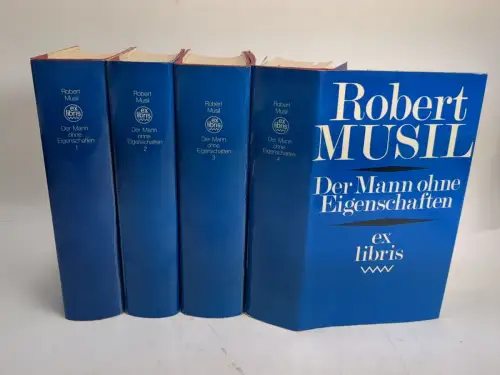 Robert
Musil
ex
libris
Der Mann
ohne
Eigenschaften
1
Robert
Musil
ex
libris
Der Mann
ohne
Eigenschaften
2
Robert
Musil
ex
libris
Der Mann
ohne
Eigenschaften
3
Robert
Musil
ex
libris
Der Mann
ohne
Eigenschaften
4
Robert
MUSIL
Der Mann ohne
Eigenschaften
ex
libris